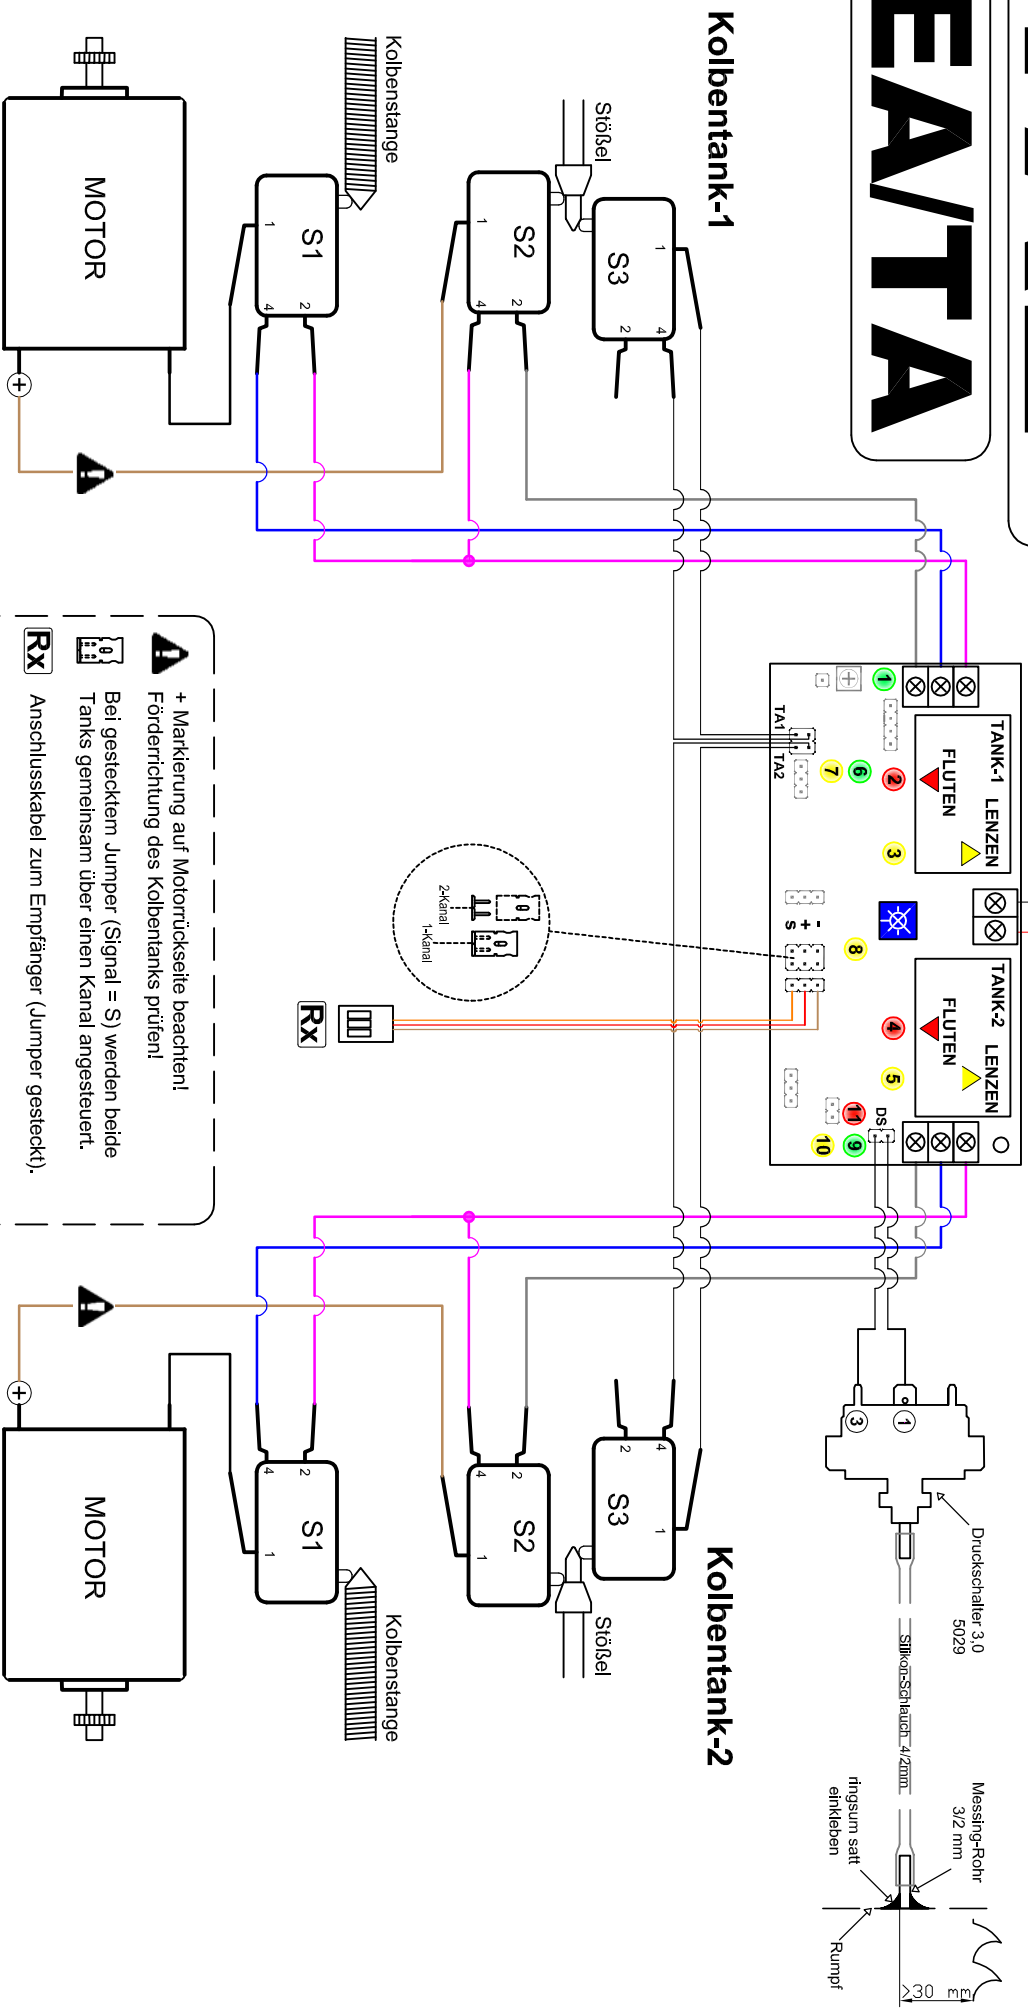 EA/TA
Kolbentank-1
Kolbentank-2
Kolbenstange
Stößel
S1
1
4
2
S2
1
4
2
S3
1
2
4
MOTOR
+
TANK-1
LENZEN
FLUTEN
TANK-2
LENZEN
FLUTEN
1
2
3
4
5
6
7
8
9
10
11
TA1
TA2
DS
- + s
2-Kanal
1-Kanal
Rx
1
3
Druckschalter 3,0
5029
Silikon-Schlauch 4/2mm
Messing-Rohr
3/2 mm
ringsum satt
einkleben
Rumpf
>30 mm
Stößel
Kolbenstange
S3
1
2
4
S2
1
4
2
S1
1
4
2
MOTOR
+
+ Markierung auf Motorrückseite beachten!
Förderrichtung des Kolbentanks prüfen!
Bei gestecktem Jumper (Signal = S) werden beide
Tanks gemeinsam über einen Kanal angesteuert.
Rx
Anschlusskabel zum Empfänger (Jumper gesteckt).